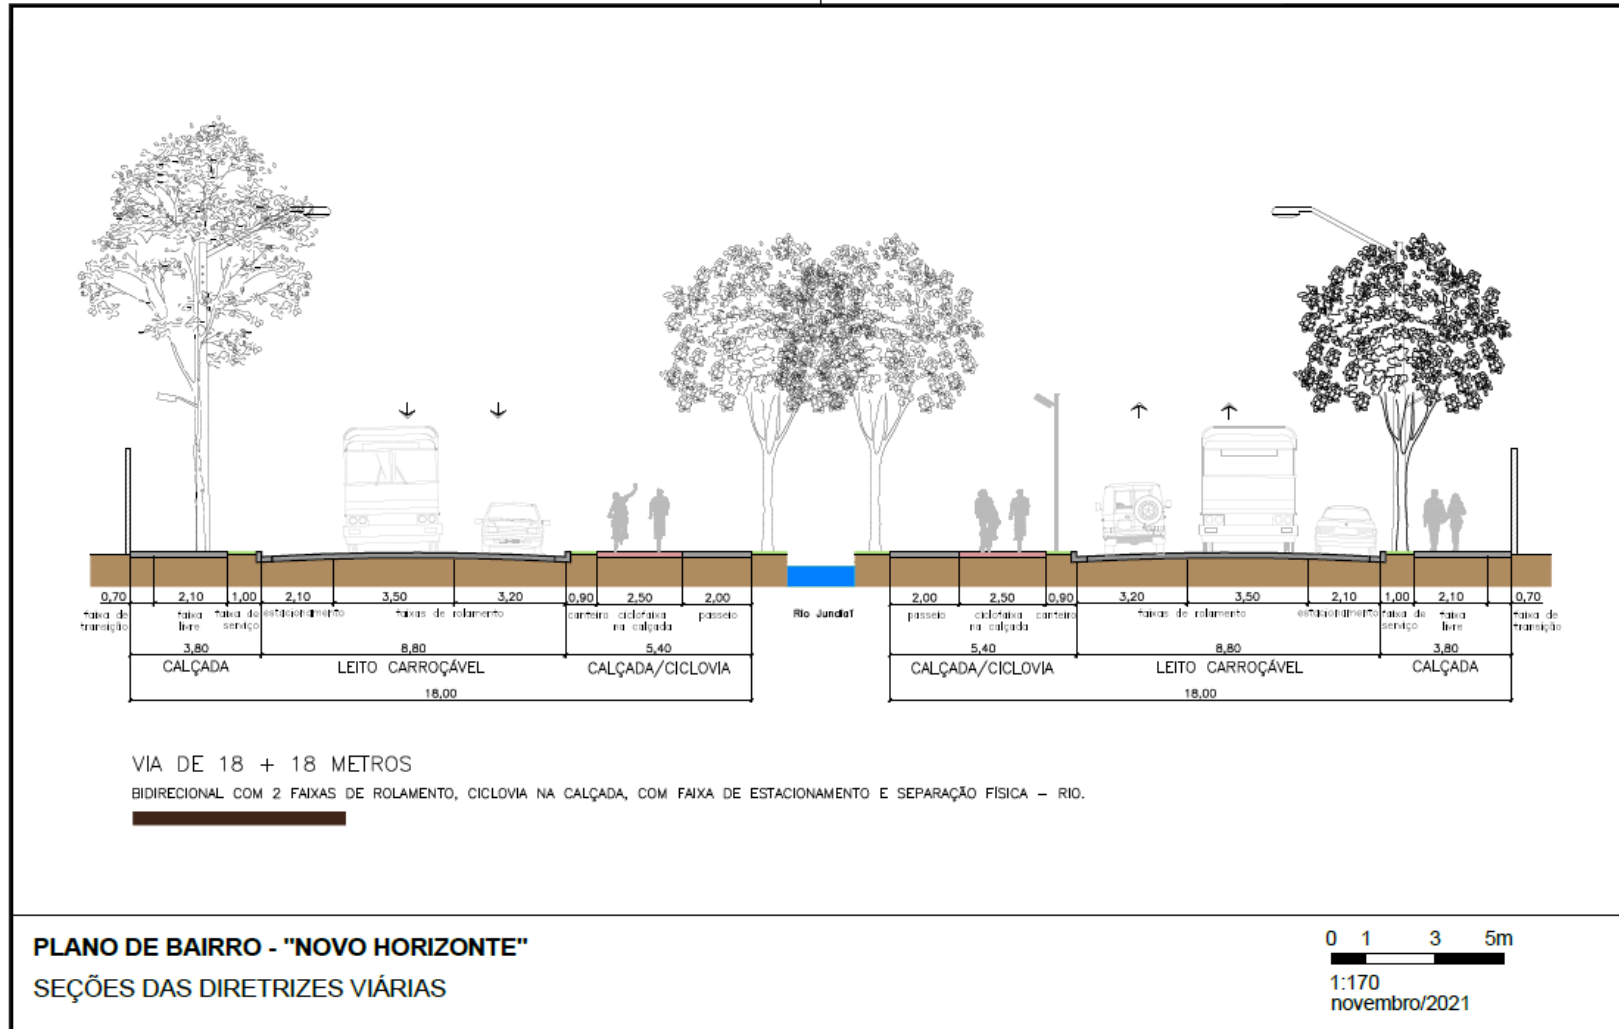 0,70 2,10 1,00 2,10 3,50 3,20 0,90 2,50 2,00 2,00 2,50 0,90 3,20 3,50 2,10 1,00 2,10 0,70
faixa de transição
faixa livre
faixa de serviço
estacionamento
faixas de rolamento
canteiro
ciclofaixa na calçada
passeio
Rio Jundiaí
passeio
ciclofaixa na calçada
canteiro
faixas de rolamento
estacionamento
faixa de serviço
faixa livre
faixa de transição
3,80 8,80 5,40 5,40 8,80 3,80
CALÇADA LEITO CARROÇÁVEL CALÇADA/CICLOVIA CALÇADA/CICLOVIA LEITO CARROÇÁVEL CALÇADA
18,00 18,00
VIA DE 18 + 18 METROS
BIDIRECIONAL COM 2 FAIXAS DE ROLAMENTO, CICLOVIA NA CALÇADA, COM FAIXA DE ESTACIONAMENTO E SEPARAÇÃO FÍSICA – RIO.
PLANO DE BAIRRO - "NOVO HORIZONTE"
SEÇÕES DAS DIRETRIZES VIÁRIAS
0 1 3 5m
1:170
novembro/2021